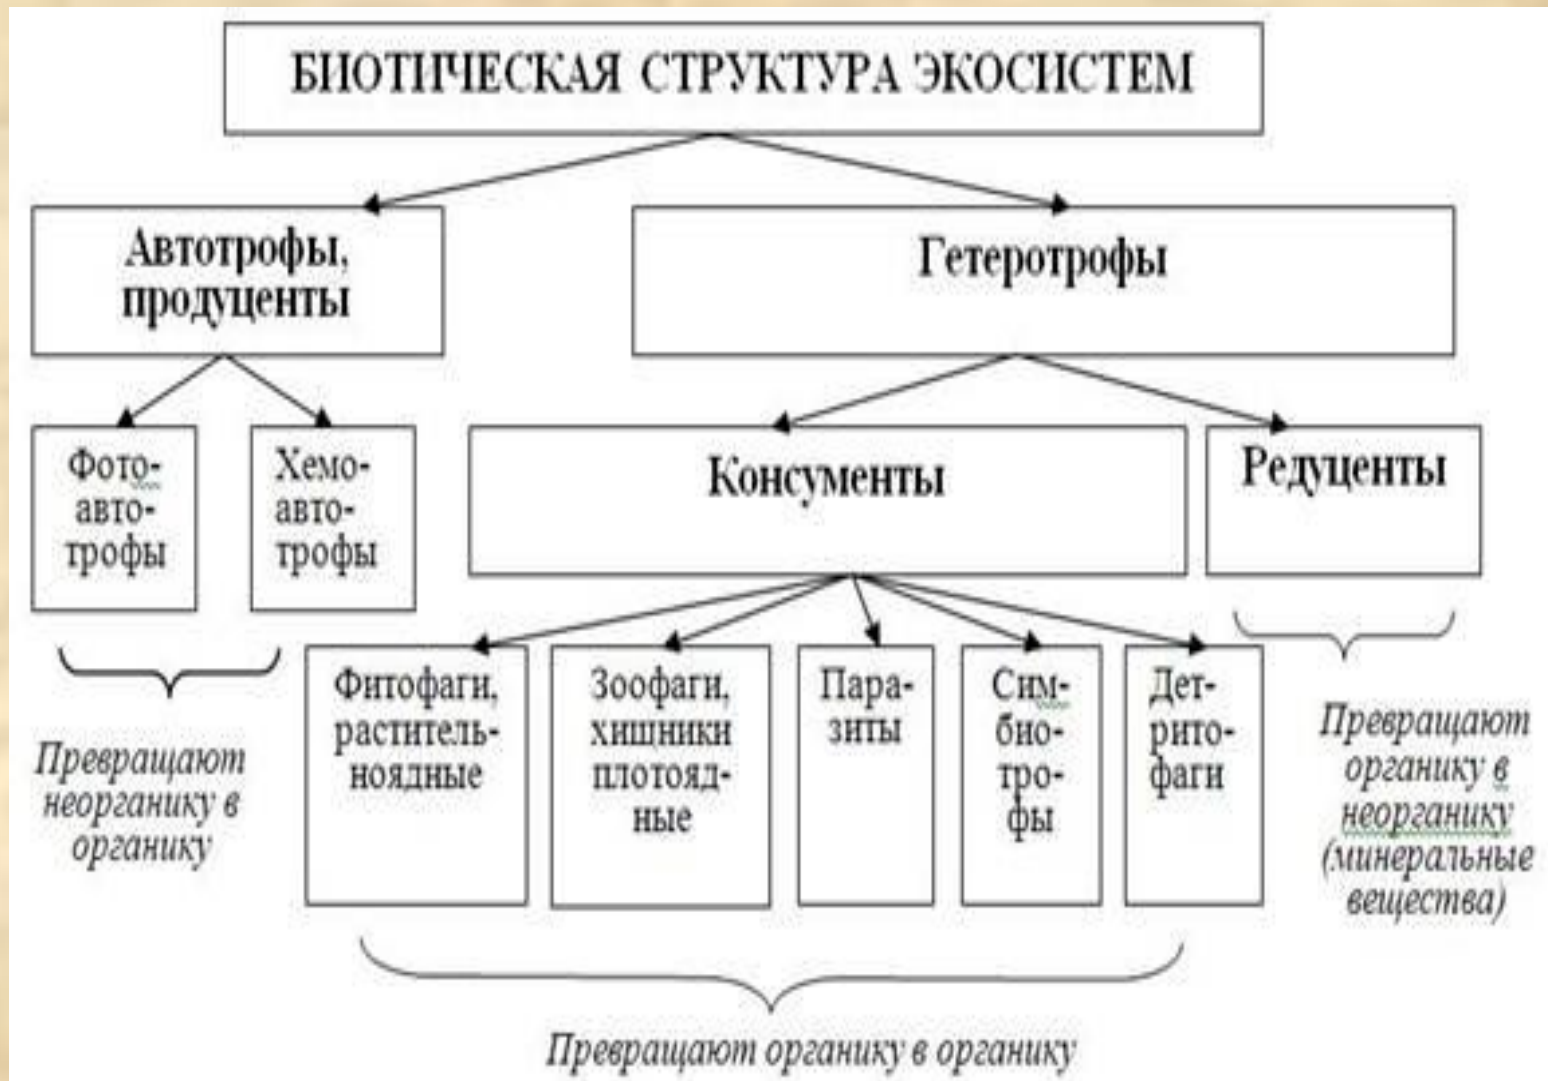 БИОТИЧЕСКАЯ СТРУКТУРА ЭКОСИСТЕМ
Автотрофы,
продуценты
Гетеротрофы
Фото-
авто-
трофы
Хемо-
авто-
трофы
Консументы
Редуценты
Фитофаги,
раститель-
ноядные
Зоофаги,
хищники
плотояд-
ные
Пара-
зиты
Сим-
био-
тро-
фы
Дет-
рито-
фаги
Превращают
неорганику в
органику
Превращают
органику в
неорганику
(минеральные
вещества)
Превращают органику в органику